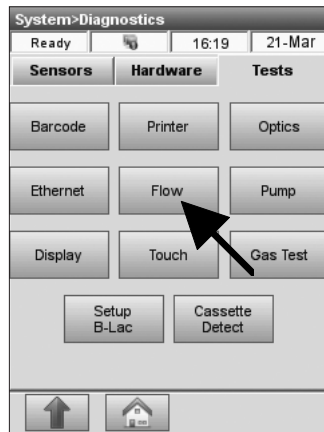 System>Diagnostics
Ready 16:19 21-Mar
Sensors Hardware Tests
Barcode Printer Optics
Ethernet Flow Pump
Display Touch Gas Test
Setup B-Lac Cassette Detect